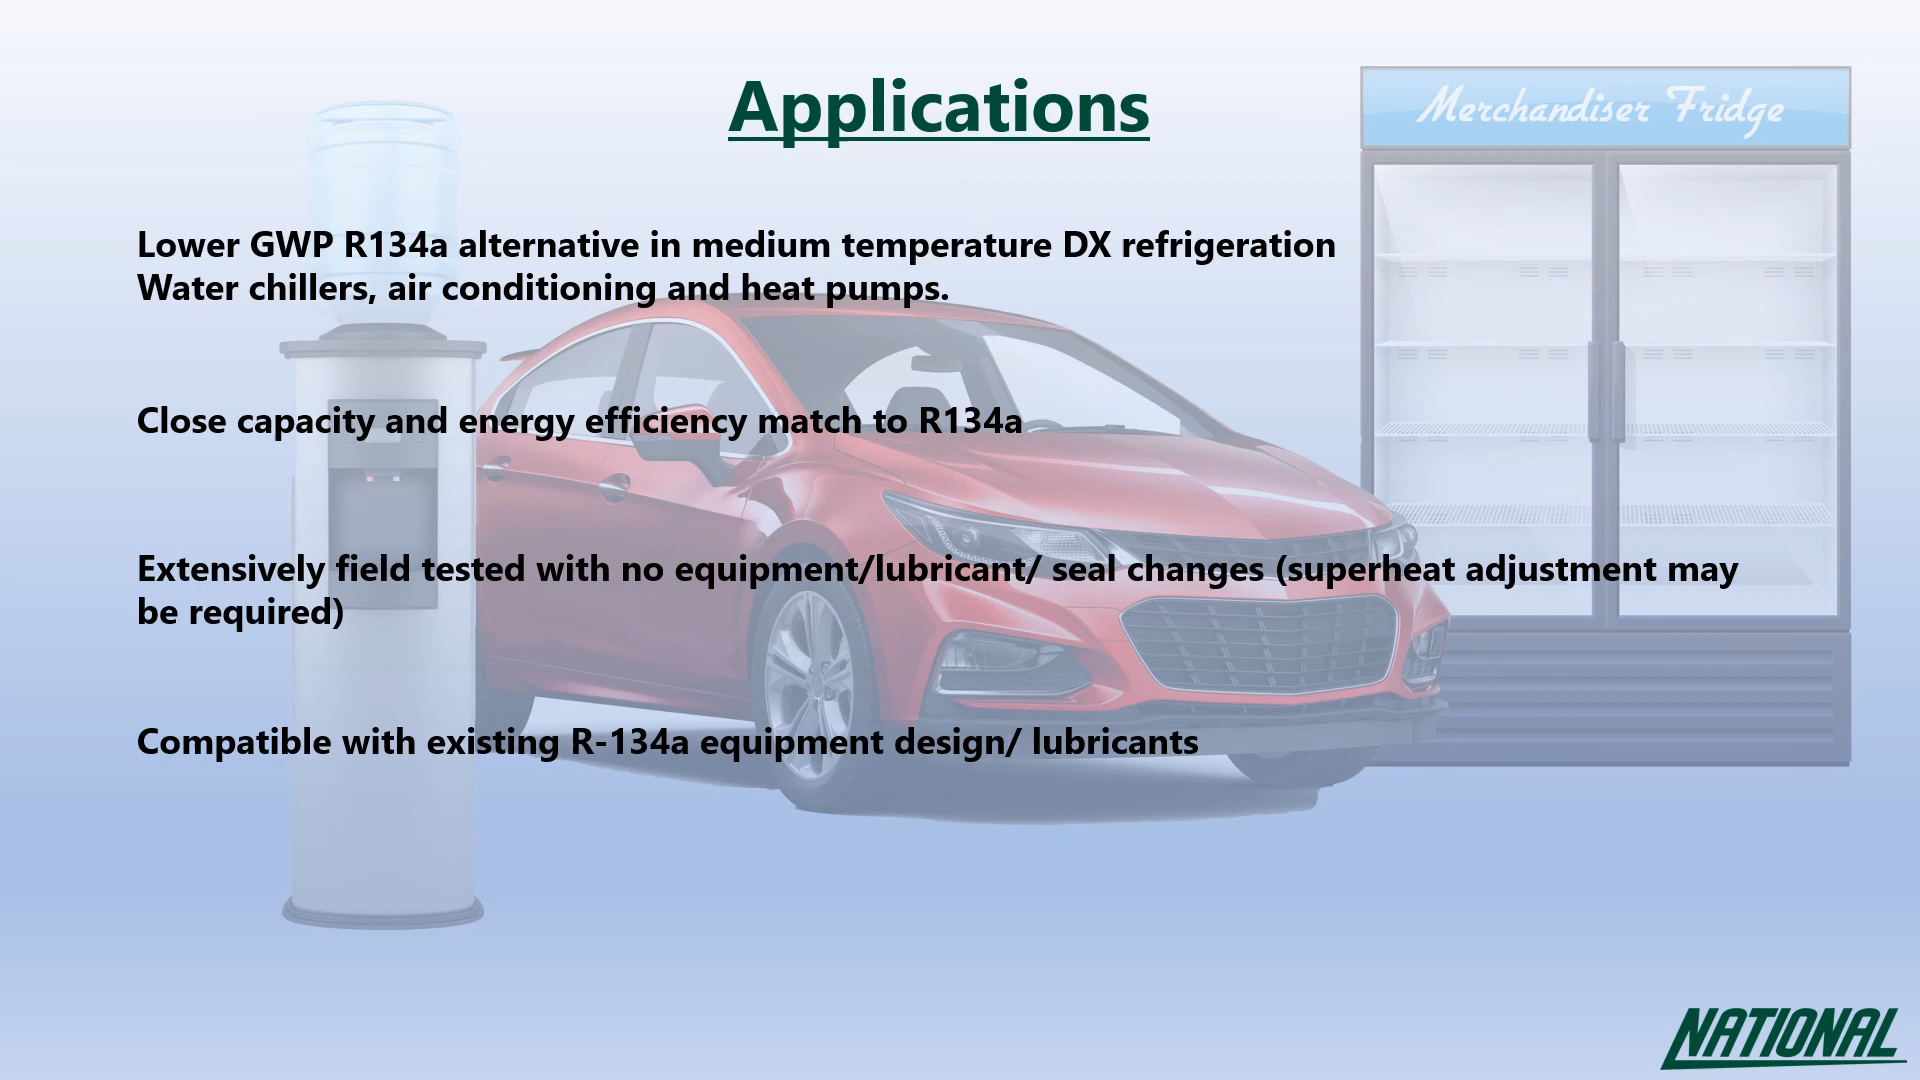 Applications
Merchandiser Fridge
Lower GWP R134a alternative in medium temperature DX refrigeration
Water chillers, air conditioning and heat pumps.
Close capacity and energy efficiency match to R134a
Extensively field tested with no equipment/lubricant/ seal changes (superheat adjustment may
be required)
Compatible with existing R-134a equipment design/ lubricants
NATIONAL